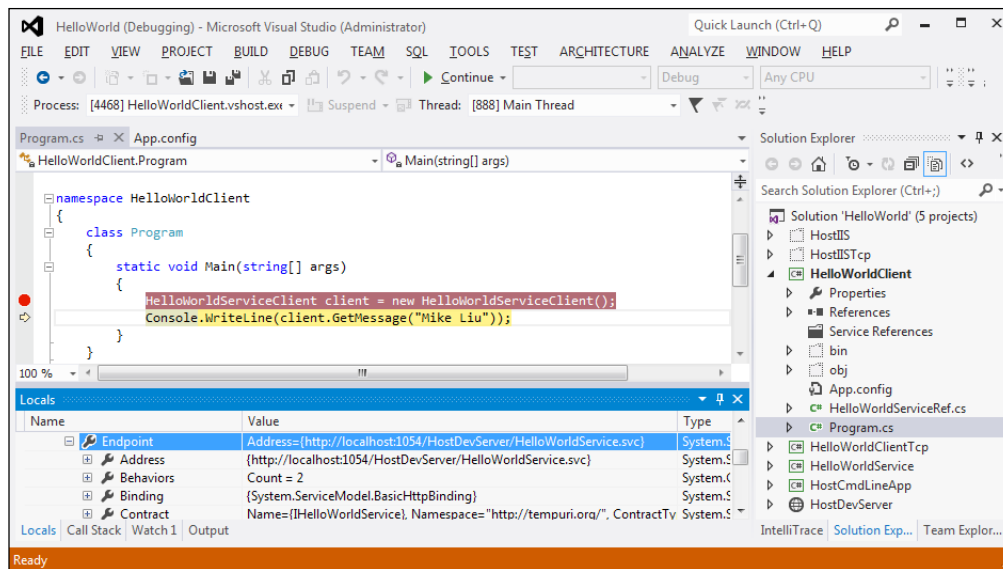 HelloWorld (Debugging) - Microsoft Visual Studio (Administrator)
Quick Launch (Ctrl+Q)
FILE EDIT VIEW PROJECT BUILD DEBUG TEAM SQL TOOLS TEST ARCHITECTURE ANALYZE WINDOW HELP
Continue Debug Any CPU
Process: [4468] HelloWorldClient.vshost.exe Suspend Thread: [888] Main Thread
Program.cs App.config
HelloWorldClient.Program Main(string[] args)
namespace HelloWorldClient
{
class Program
{
static void Main(string[] args)
{
HelloWorldServiceClient client = new HelloWorldServiceClient();
Console.WriteLine(client.GetMessage("Mike Liu"));
}
}
100 %
Locals
Name Value Type
Endpoint Address={http://localhost:1054/HostDevServer/HelloWorldService.svc} System.S
Address {http://localhost:1054/HostDevServer/HelloWorldService.svc} System.S
Behaviors Count = 2 System.C
Binding {System.ServiceModel.BasicHttpBinding} System.S
Contract Name={IHelloWorldService}, Namespace="http://tempuri.org/", ContractTy System.S
Locals Call Stack Watch 1 Output
Solution Explorer
Search Solution Explorer (Ctrl+;)
Solution 'HelloWorld' (5 projects)
HostIIS
HostIISTcp
HelloWorldClient
Properties
References
Service References
bin
obj
App.config
HelloWorldServiceRef.cs
Program.cs
HelloWorldClientTcp
HelloWorldService
HostCmdLineApp
HostDevServer
IntelliTrace Solution Exp... Team Explor...
Ready